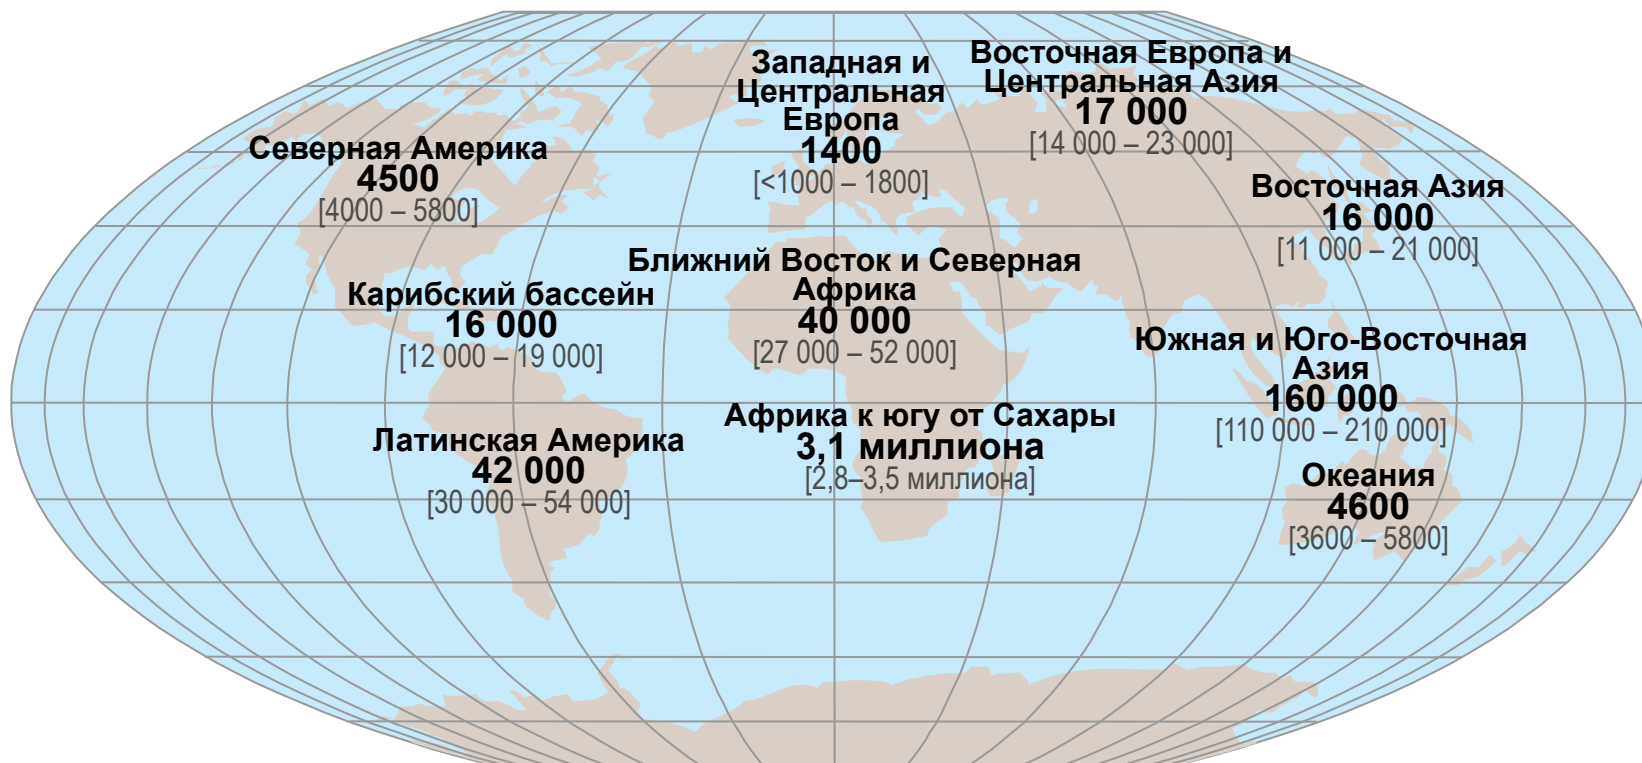 Западная и
Центральная
Европа
1400
[<1000 – 1800]
Восточная Европа и
Центральная Азия
17 000
[14 000 – 23 000]
Северная Америка
4500
[4000 – 5800]
Восточная Азия
16 000
[11 000 – 21 000]
Ближний Восток и Северная
Африка
40 000
[27 000 – 52 000]
Карибский бассейн
16 000
[12 000 – 19 000]
Южная и Юго-Восточная
Азия
160 000
[110 000 – 210 000]
Африка к югу от Сахары
3,1 миллиона
[2,8–3,5 миллиона]
Латинская Америка
42 000
[30 000 – 54 000]
Океания
4600
[3600 – 5800]